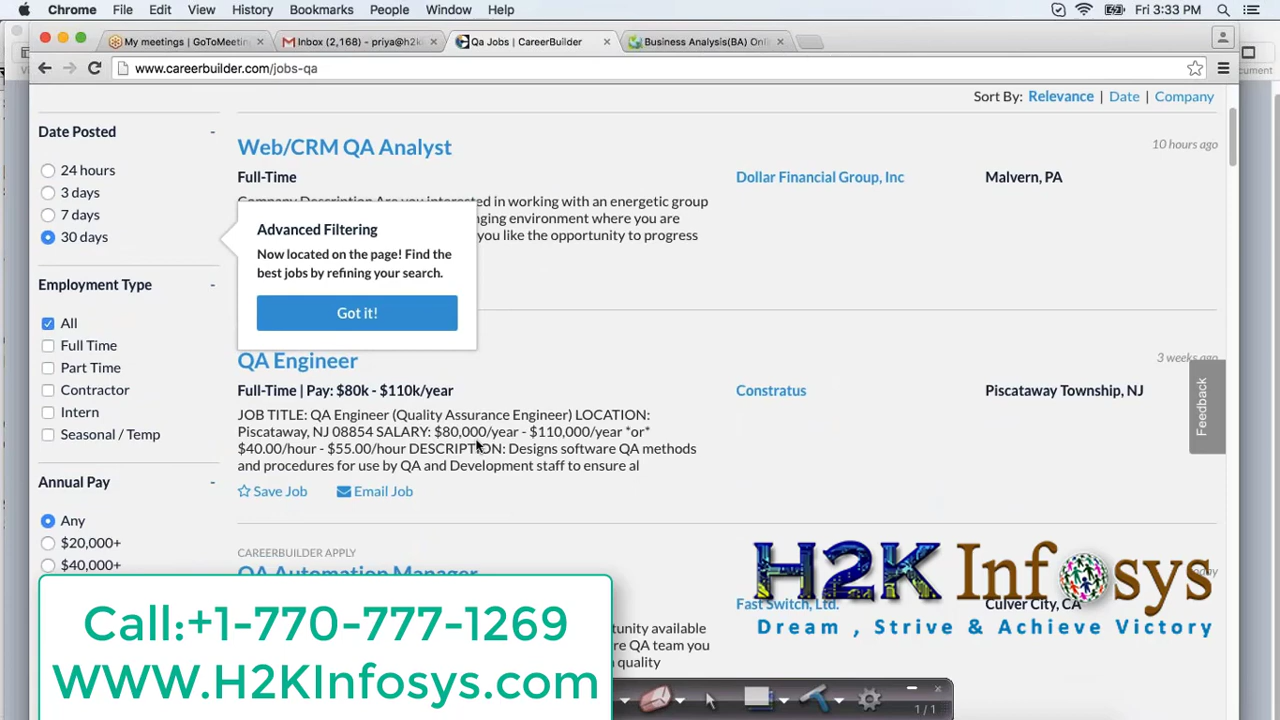 Chrome File Edit View History Bookmarks People Window Help Fri 3:33 PM
My meetings | GoToMeetin × Inbox (2,168) - priya@h2k × Qa Jobs | CareerBuilder × Business Analysis(BA) Onl ×
www.careerbuilder.com/jobs-qa
Sort By: Relevance | Date | Company
Date Posted -
24 hours
3 days
7 days
30 days
Employment Type -
All
Full Time
Part Time
Contractor
Intern
Seasonal / Temp
Annual Pay -
Any
$20,000+
$40,000+
Web/CRM QA Analyst
10 hours ago
Full-Time
Dollar Financial Group, Inc
Malvern, PA
Company Description Are you interested in working with an energetic group
nging environment where you are
you like the opportunity to progress
Advanced Filtering
Now located on the page! Find the
best jobs by refining your search.
Got it!
QA Engineer
3 weeks ago
Full-Time | Pay: $80k - $110k/year
Constratus
Piscataway Township, NJ
JOB TITLE: QA Engineer (Quality Assurance Engineer) LOCATION:
Piscataway, NJ 08854 SALARY: $80,000/year - $110,000/year *or*
$40.00/hour - $55.00/hour DESCRIPTION: Designs software QA methods
and procedures for use by QA and Development staff to ensure al
Save Job Email Job
Feedback
CAREERBUILDER APPLY
QA Automation Manager
Fast Switch, Ltd.
Culver City, CA
tunity available
re QA team you
quality
H2K Infosys
Dream , Strive & Achieve Victory
Call:+1-770-777-1269
WWW.H2KInfosys.com
1 / 1